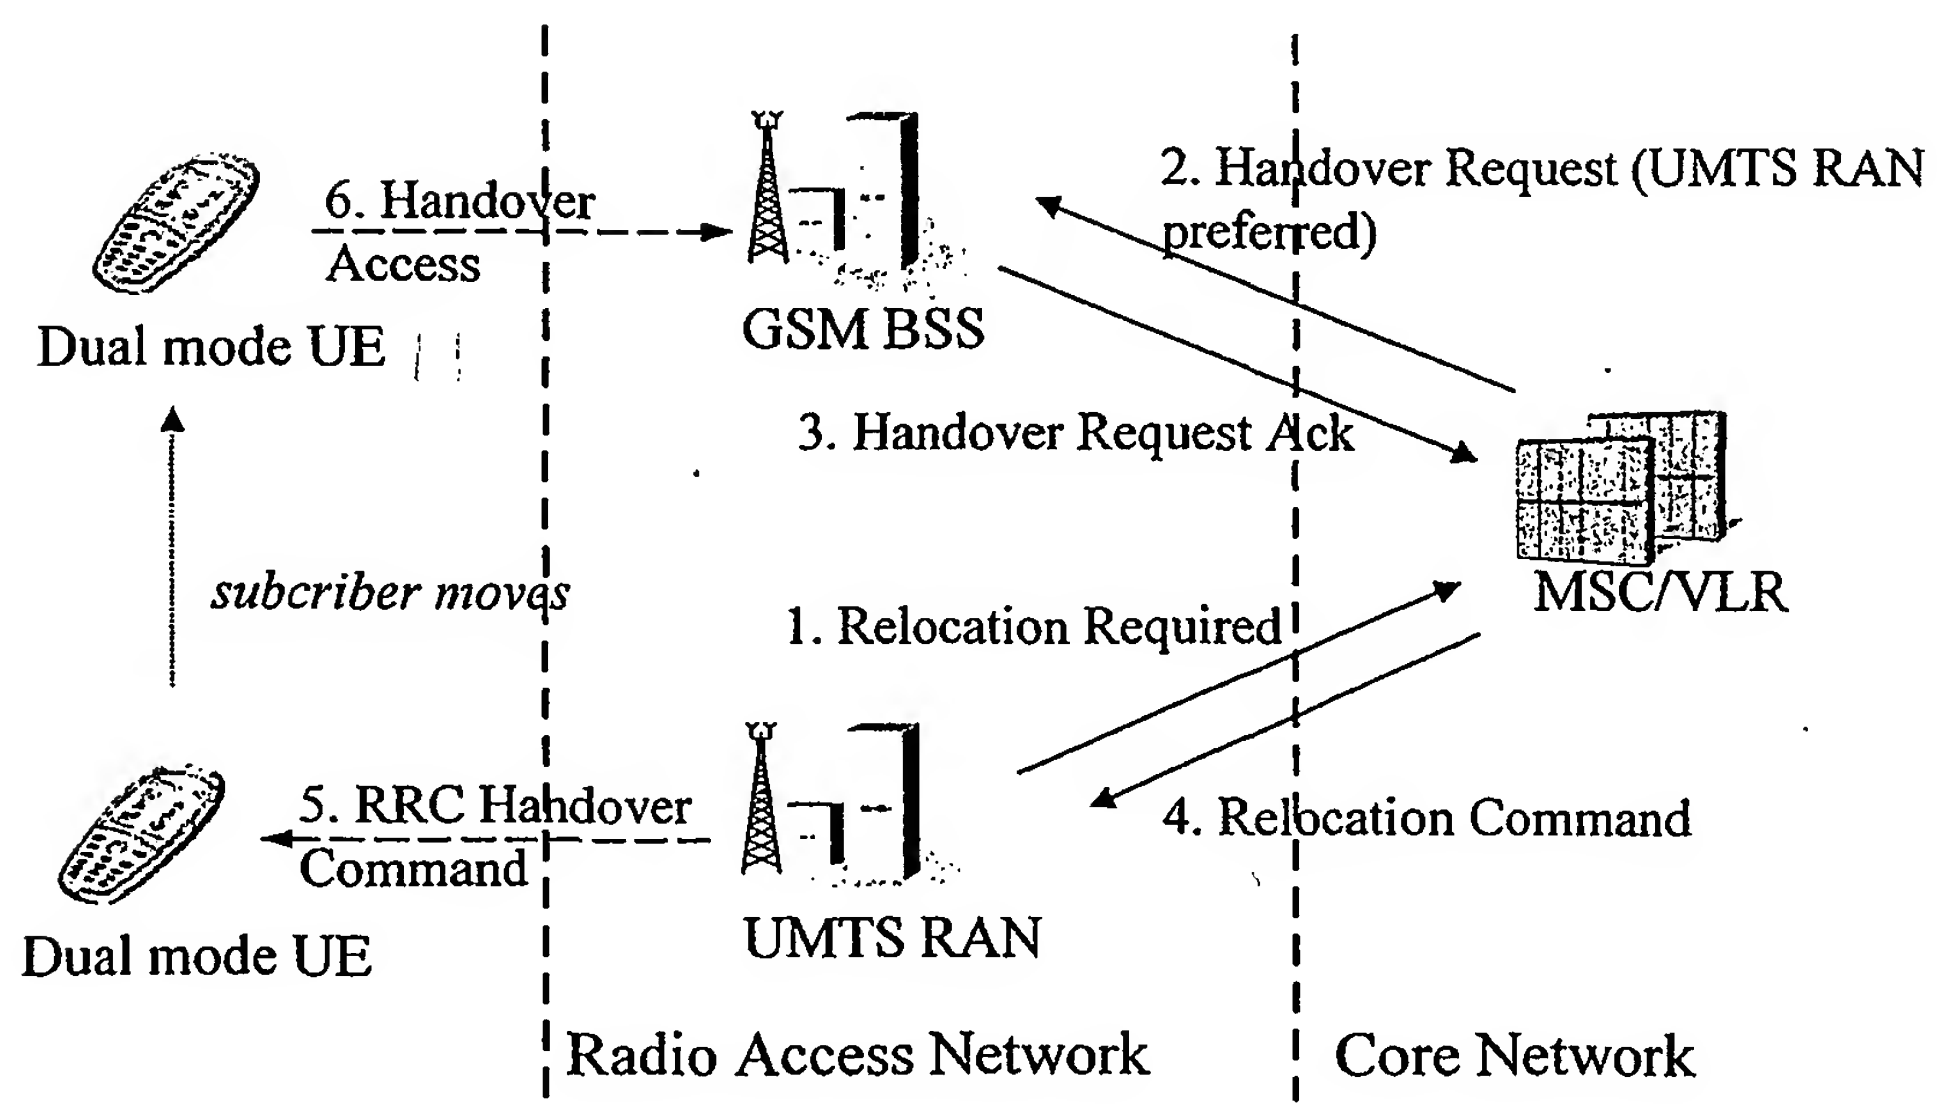 2. Handover Request (UMTS RAN
preferred)
6. Handover
Access
GSM BSS
Dual mode UE
3. Handover Request Ack
MSC/VLR
subcriber moves
1. Relocation Required
5. RRC Handover
Command
4. Relocation Command
UMTS RAN
Dual mode UE
Radio Access Network
Core Network